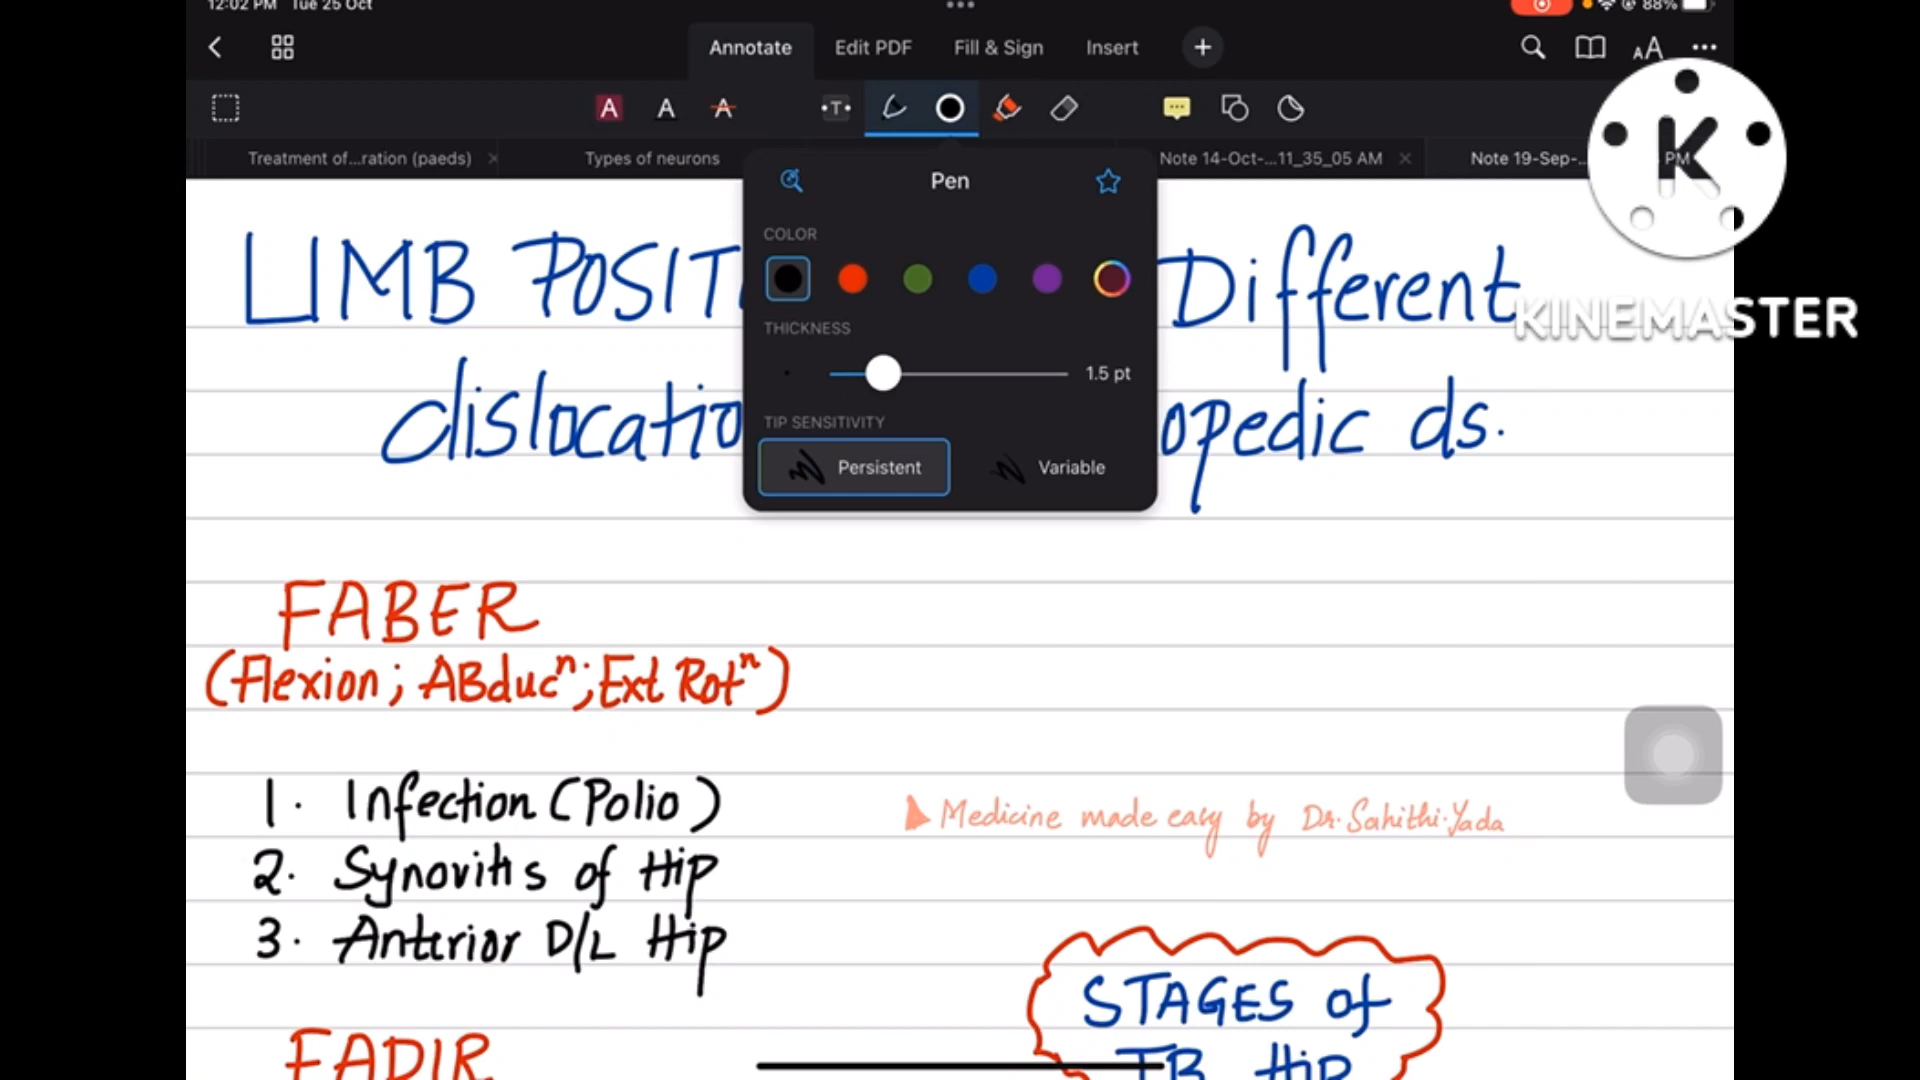 12:02 PM Tue 25 Oct
88%
Annotate Edit PDF Fill & Sign Insert
AA
A A A T
Treatment of...ration (paeds) Types of neurons Note 14-Oct-...11_35_05 AM Note 19-Sep-... PM
K
KINEMASTER
Pen
COLOR
THICKNESS
1.5 pt
TIP SENSITIVITY
Persistent Variable
LIMB POSIT Different
dislocatio opedic ds.
FABER
(Flexion; ABducⁿ; Ext Rotⁿ)
1. Infection (Polio)
2. Synovitis of Hip
3. Anterior D/L Hip
Medicine made easy by Dr. Sahithi.Yada
STAGES of
TB Hip
FADIR